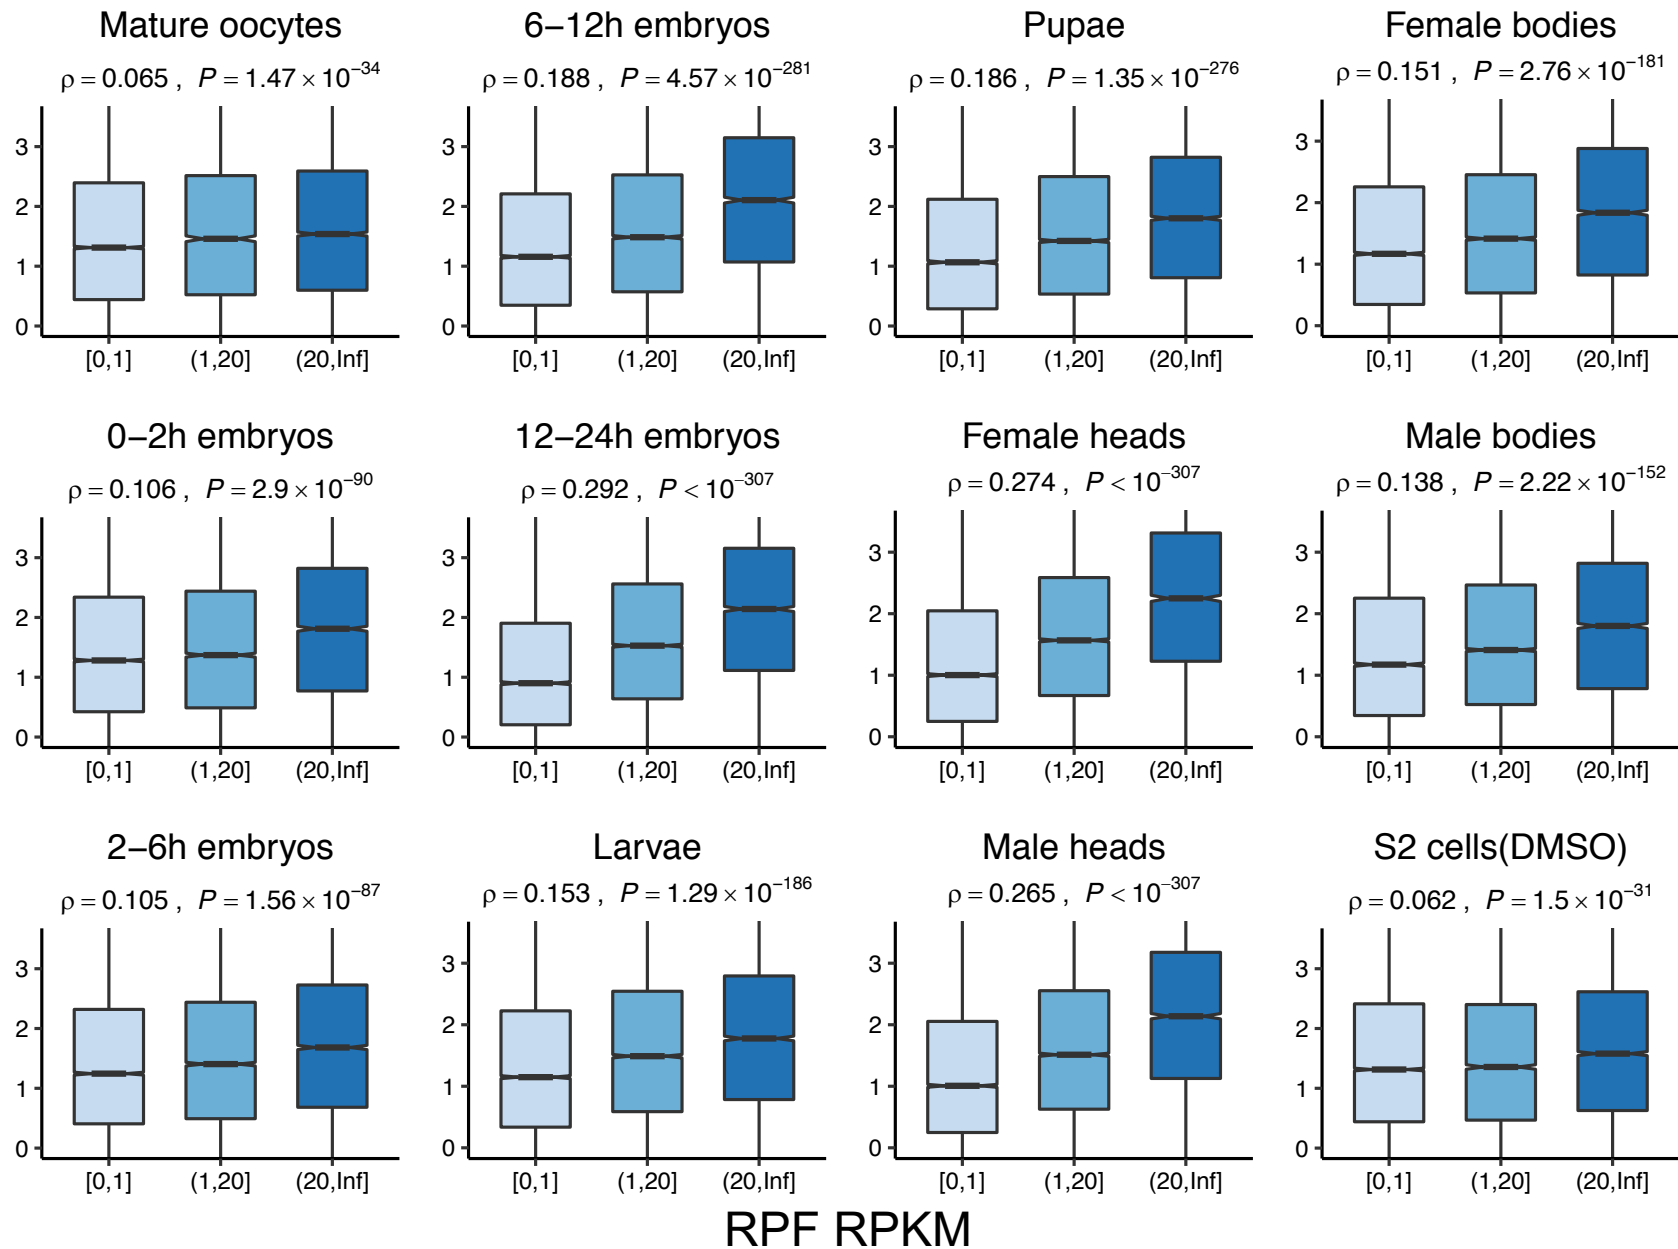 Mature oocytes
ρ = 0.065 , P = 1.47 × 10⁻³⁴
3
2
1
0
[0,1] (1,20] (20,Inf]
6–12h embryos
ρ = 0.188 , P = 4.57 × 10⁻²⁸¹
3
2
1
0
[0,1] (1,20] (20,Inf]
Pupae
ρ = 0.186 , P = 1.35 × 10⁻²⁷⁶
3
2
1
0
[0,1] (1,20] (20,Inf]
Female bodies
ρ = 0.151 , P = 2.76 × 10⁻¹⁸¹
3
2
1
0
[0,1] (1,20] (20,Inf]
0–2h embryos
ρ = 0.106 , P = 2.9 × 10⁻⁹⁰
3
2
1
0
[0,1] (1,20] (20,Inf]
12–24h embryos
ρ = 0.292 , P < 10⁻³⁰⁷
3
2
1
0
[0,1] (1,20] (20,Inf]
Female heads
ρ = 0.274 , P < 10⁻³⁰⁷
3
2
1
0
[0,1] (1,20] (20,Inf]
Male bodies
ρ = 0.138 , P = 2.22 × 10⁻¹⁵²
3
2
1
0
[0,1] (1,20] (20,Inf]
2–6h embryos
ρ = 0.105 , P = 1.56 × 10⁻⁸⁷
3
2
1
0
[0,1] (1,20] (20,Inf]
Larvae
ρ = 0.153 , P = 1.29 × 10⁻¹⁸⁶
3
2
1
0
[0,1] (1,20] (20,Inf]
Male heads
ρ = 0.265 , P < 10⁻³⁰⁷
3
2
1
0
[0,1] (1,20] (20,Inf]
S2 cells(DMSO)
ρ = 0.062 , P = 1.5 × 10⁻³¹
3
2
1
0
[0,1] (1,20] (20,Inf]
RPF RPKM